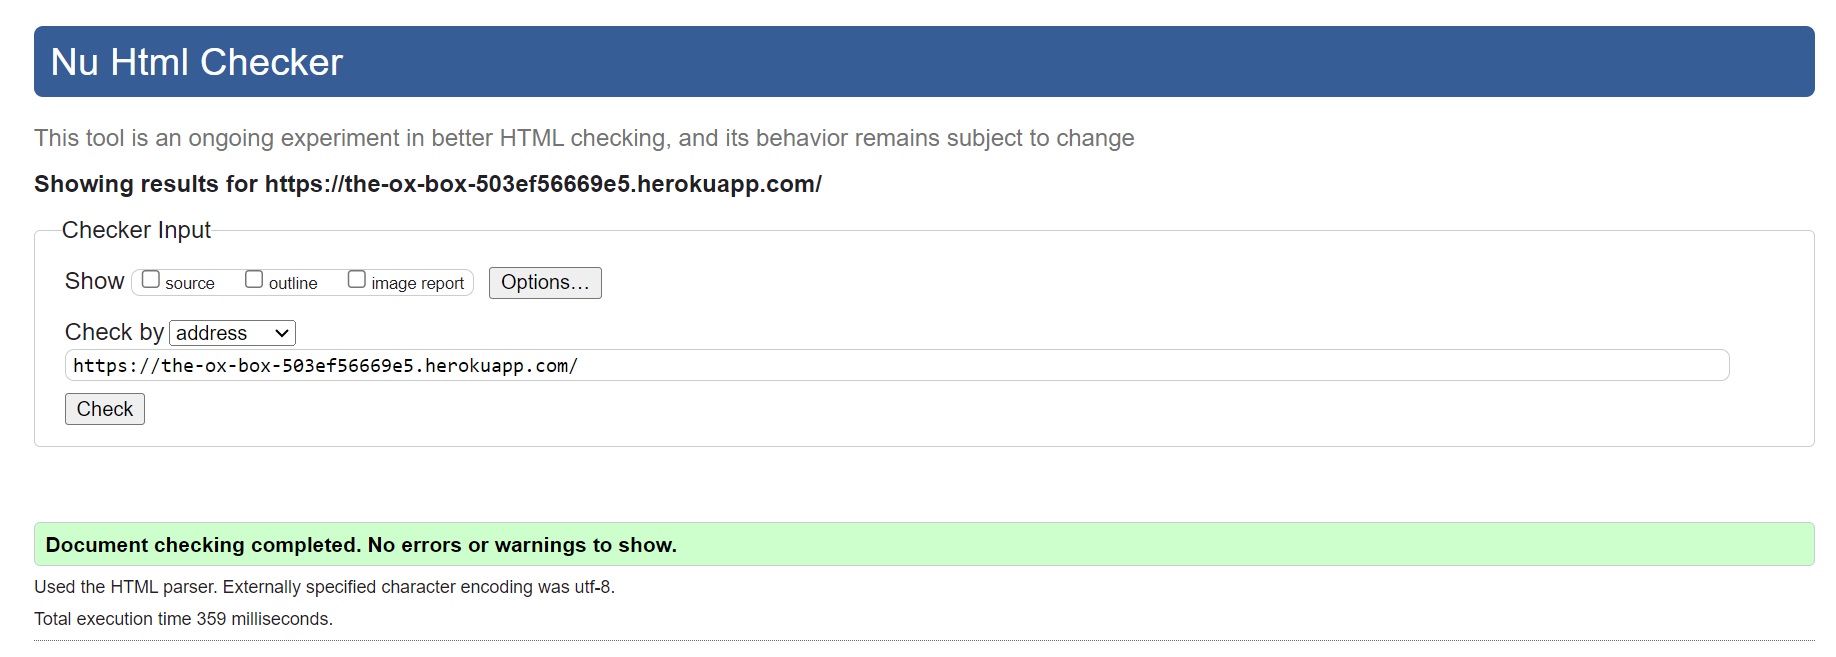 Nu Html Checker
This tool is an ongoing experiment in better HTML checking, and its behavior remains subject to change
Showing results for https://the-ox-box-503ef56669e5.herokuapp.com/
Checker Input
Show source outline image report Options...
Check by address
https://the-ox-box-503ef56669e5.herokuapp.com/
Check
Document checking completed. No errors or warnings to show.
Used the HTML parser. Externally specified character encoding was utf-8.
Total execution time 359 milliseconds.